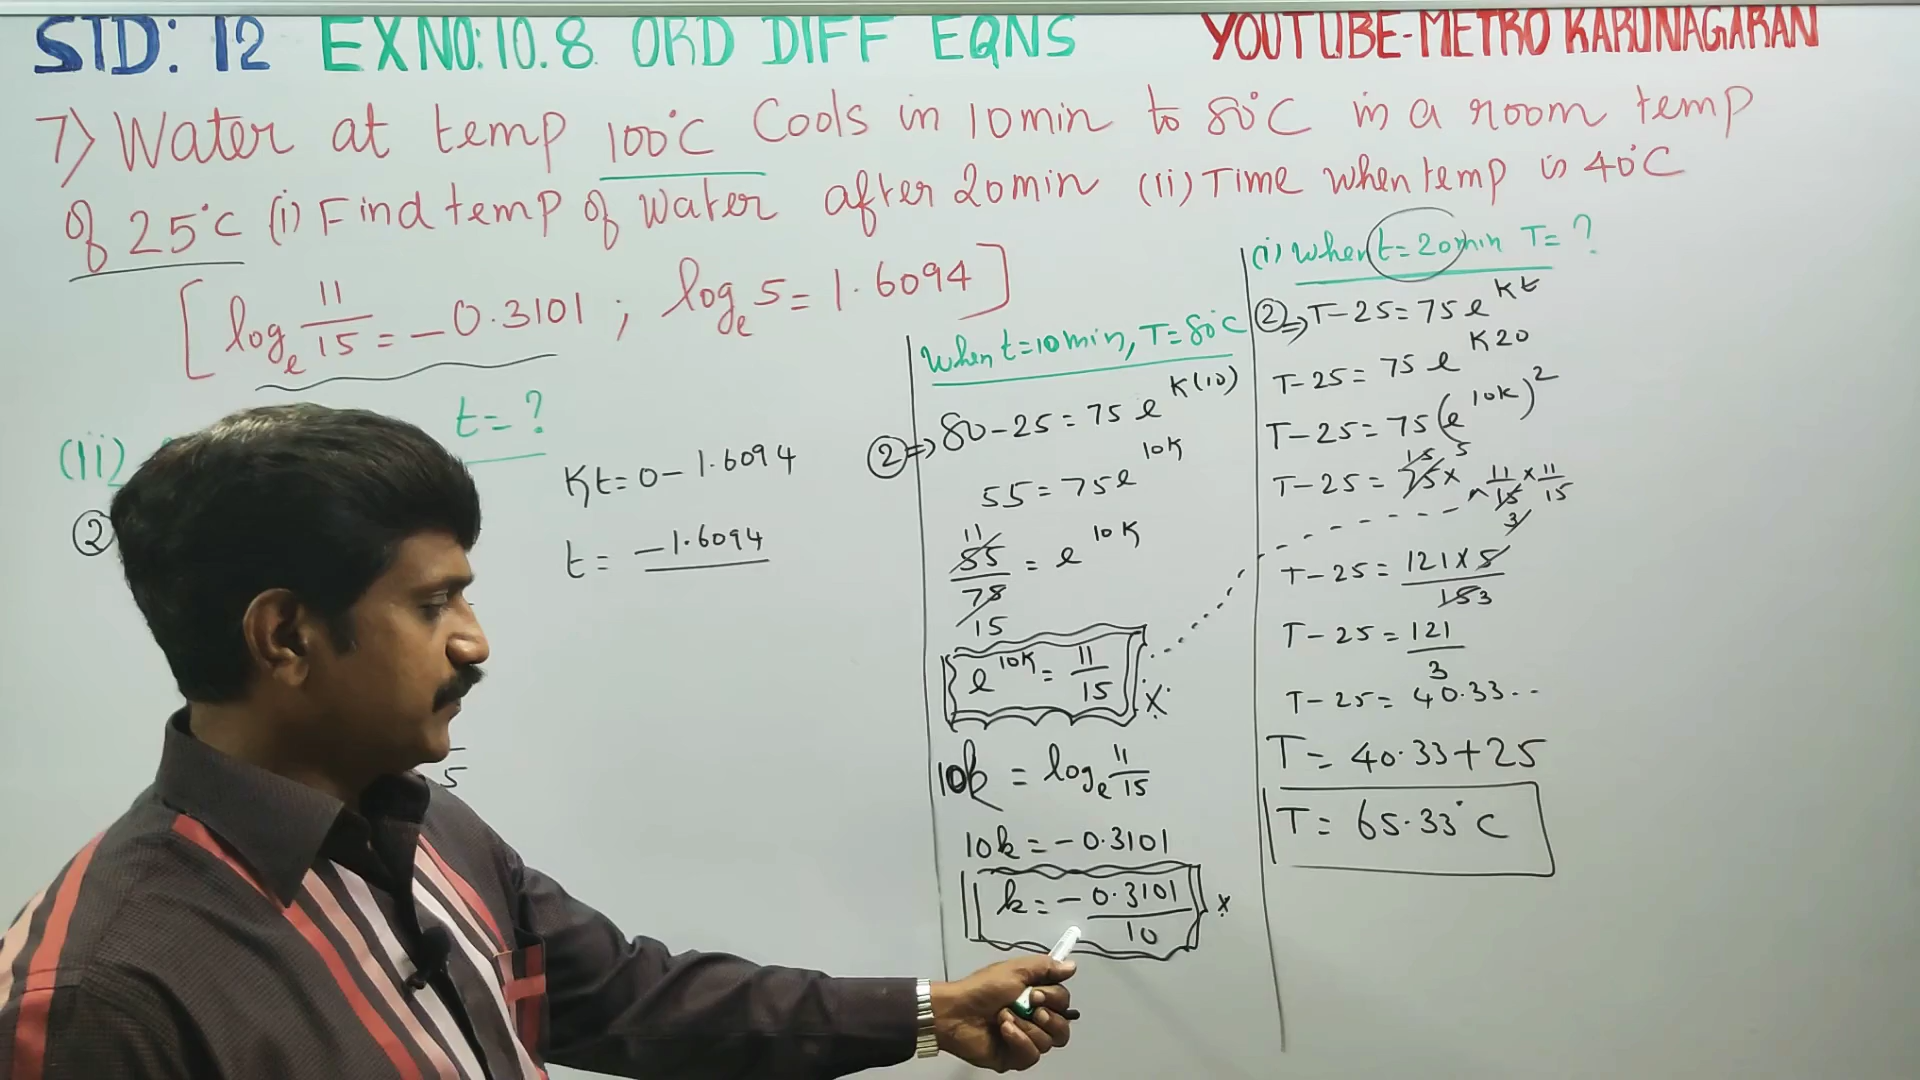 STD: 12 EX NO: 10.8 ORD DIFF EQNS YOUTUBE-METRO KARUNAGARAN
7) Water at temp 100°C Cools in 10min to 80°C in a room temp
of 25°C (i) Find temp of Water after 20min (ii) Time when temp is 40°C
[log_e 11/15 = -0.3101 ; log_e 5 = 1.6094]
(ii) t = ?
②
Kt = 0 - 1.6094
t = -1.6094
5
When t=10min, T=80°C
② ⇒ 80-25 = 75 e^K(10)
55 = 75 e^10K
11
55/75 = e^10K
15
e^10K = 11/15 X
10k = log_e 11/15
10k = -0.3101
k = -0.3101/10 x
(i) When t=20min T= ?
② ⇒ T-25 = 75 e^Kt
T-25 = 75 e^K20
T-25 = 75 (e^10K)^2
T-25 = 75 × 11/15 × 11/15
T-25 = 121×5/15 3
T-25 = 121/3
T-25 = 40.33..
T = 40.33+25
T = 65.33°C